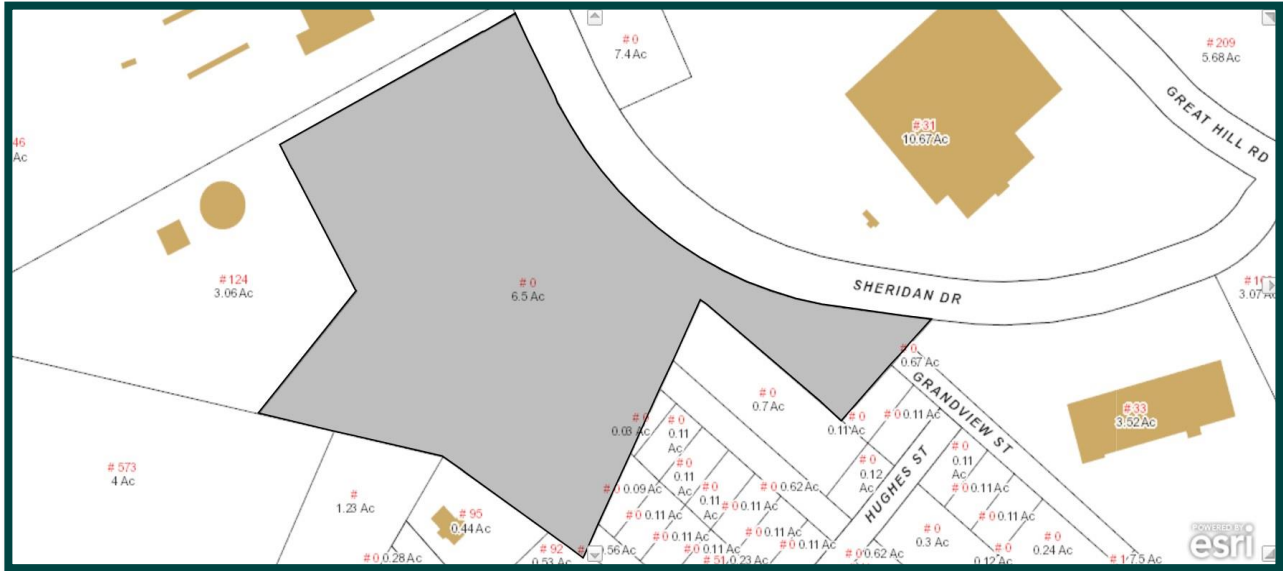 # 0
7.4 Ac
# 209
5.68 Ac
GREAT HILL RD
# 31
10.67 Ac
46
Ac
# 124
3.06 Ac
# 0
6.5 Ac
SHERIDAN DR
3.07 Ac
# 0
0.67 Ac
GRANDVIEW ST
# 0
0.7 Ac
# 0
0.11 Ac
# 0 0.11 Ac
# 33
3.52 Ac
# 0
0.03 Ac
# 0
0.11
Ac
# 0
0.11
Ac
# 0
0.12
Ac
HUGHES ST
# 0
0.11
Ac
# 0 0.11 Ac
# 573
4 Ac
#
1.23 Ac
# 95
0.44 Ac
# 0 0.09 Ac
# 0
0.11
Ac
# 0 0.62 Ac
# 0 0.11 Ac
# 0 0.11 Ac
# 0 0.11 Ac
# 0 0.11 Ac
# 0 0.11 Ac
# 0 0.11 Ac
# 0 0.11 Ac
# 0
0.3 Ac
# 0
0.24 Ac
# 0 0.28 Ac
# 92
0.53 Ac
.56 Ac
# 51 0.23 Ac
# 0 0.62 Ac
# 0
0.12 Ac
7.5 Ac
POWERED BY
esri